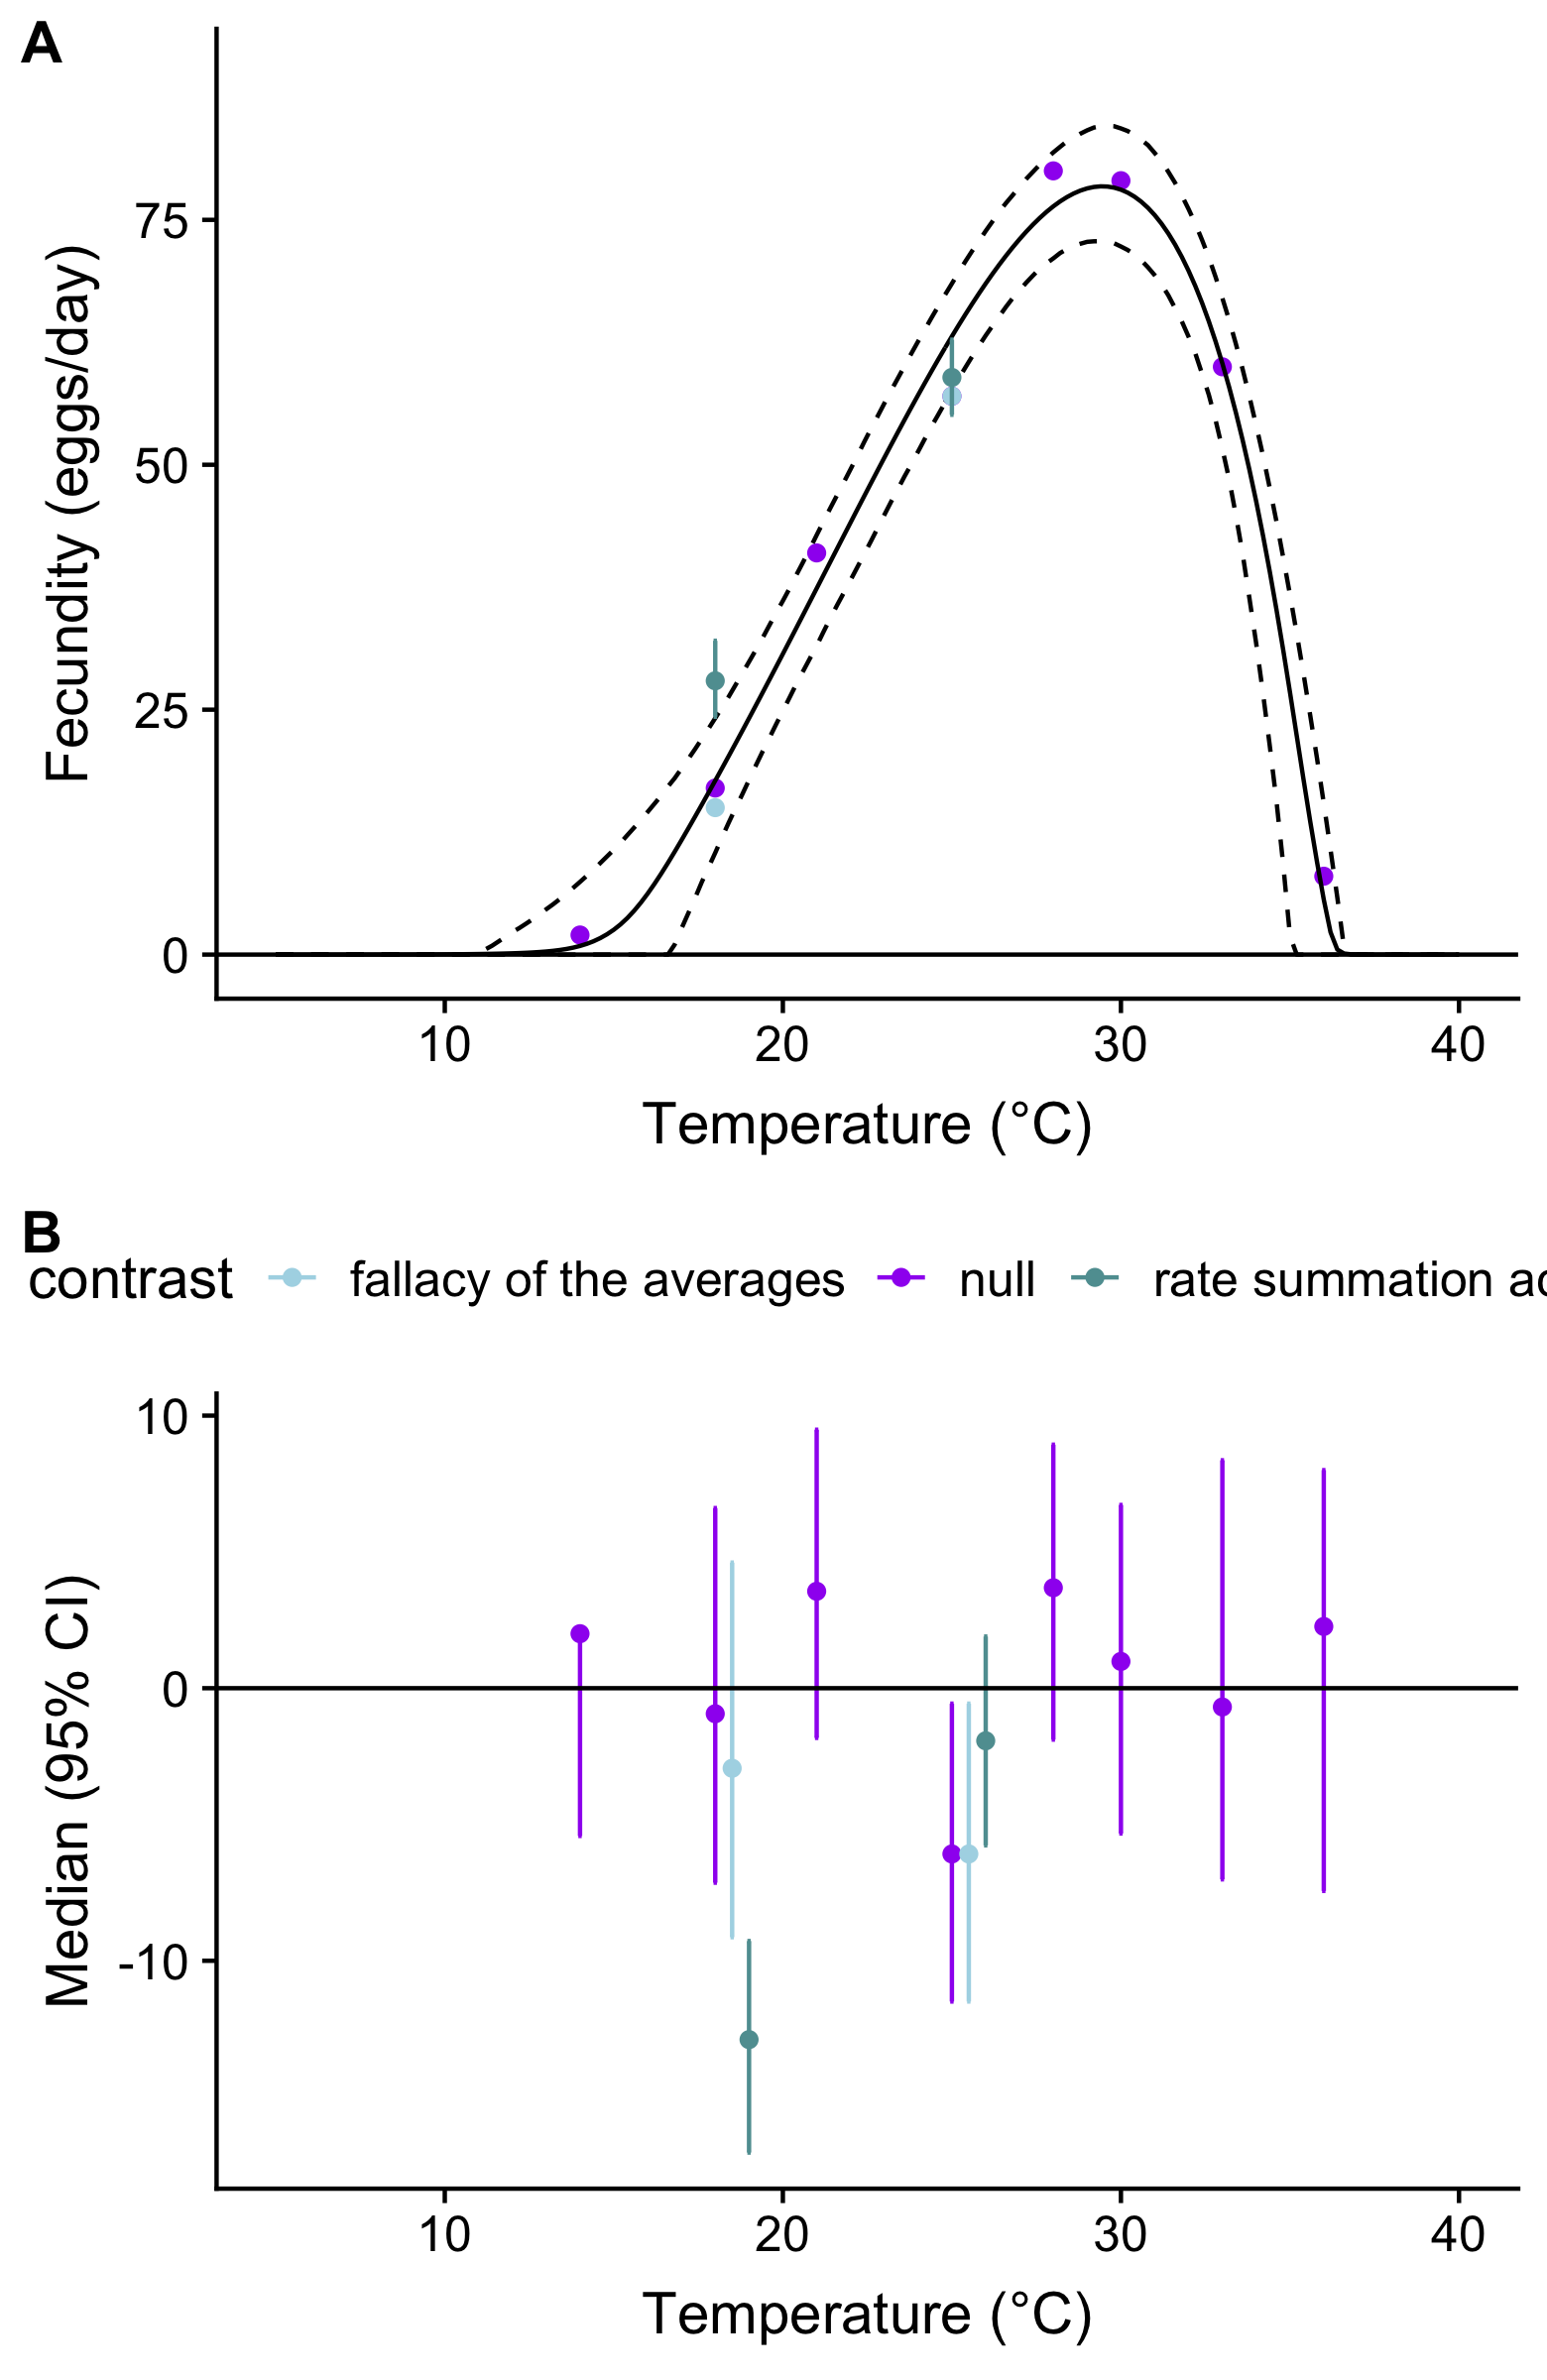 A
Fecundity (eggs/day)
75
50
25
0
10 20 30 40
Temperature (°C)
B
contrast fallacy of the averages null rate summation
Median (95% CI)
10
0
-10
10 20 30 40
Temperature (°C)